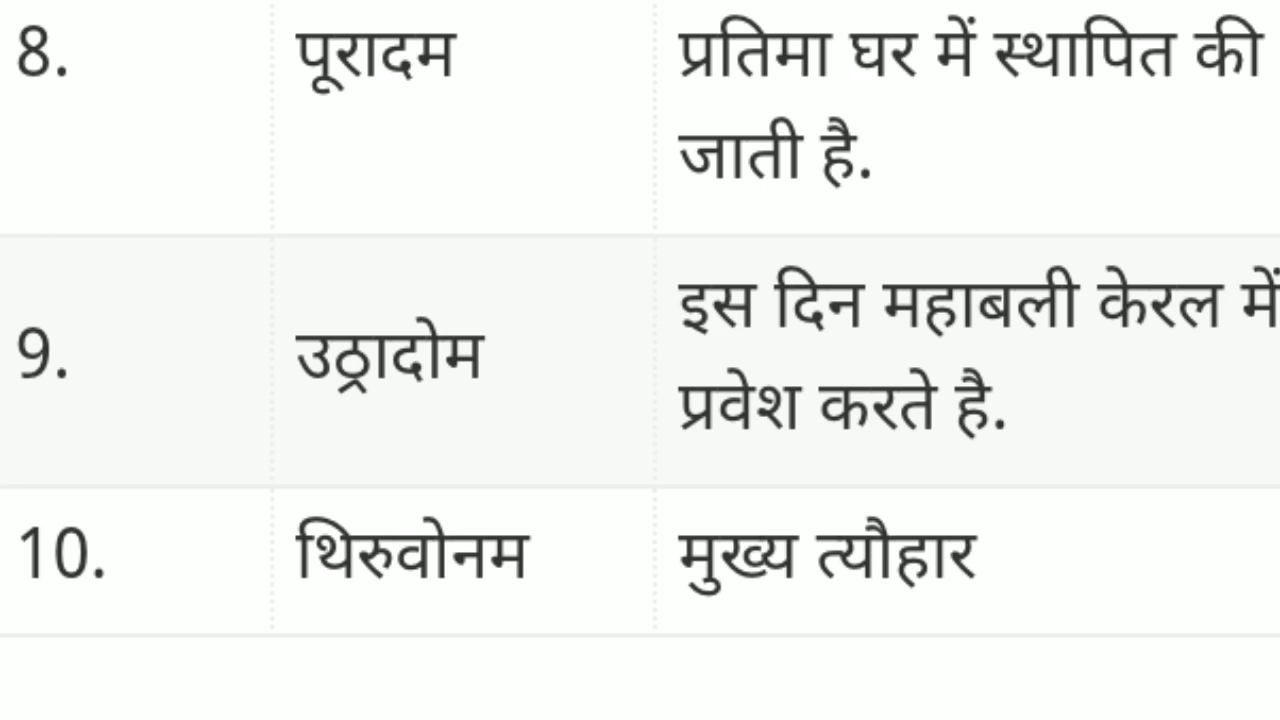 8. पूरादम प्रतिमा घर में स्थापित की
जाती है.
9. उठ्रादोम इस दिन महाबली केरल में
प्रवेश करते है.
10. थिरुवोनम मुख्य त्यौहार